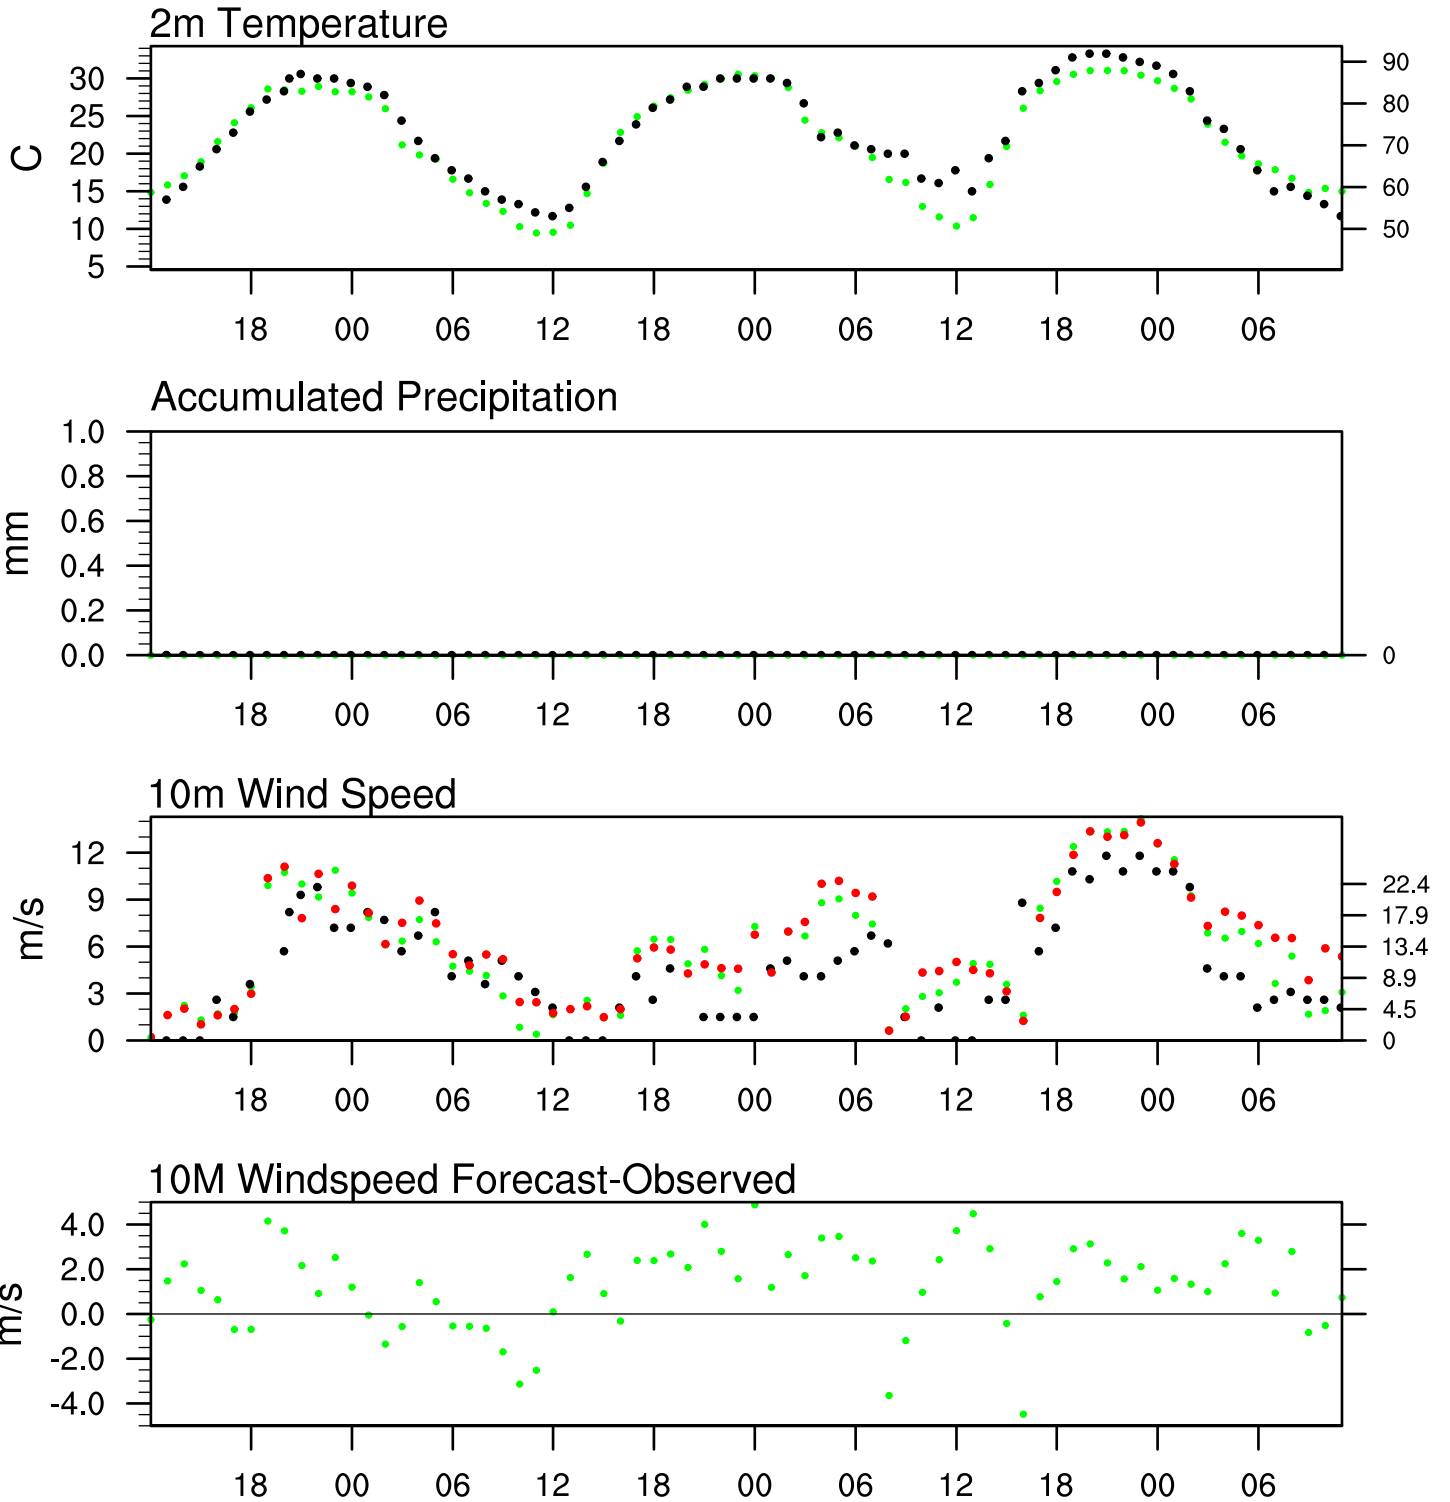 2m Temperature
30
25
20
15
10
5
C
90
80
70
60
50
18 00 06 12 18 00 06 12 18 00 06
Accumulated Precipitation
1.0
0.8
0.6
0.4
0.2
0.0
mm
0
18 00 06 12 18 00 06 12 18 00 06
10m Wind Speed
12
9
6
3
0
m/s
22.4
17.9
13.4
8.9
4.5
0
18 00 06 12 18 00 06 12 18 00 06
10M Windspeed Forecast-Observed
4.0
2.0
0.0
-2.0
-4.0
m/s
18 00 06 12 18 00 06 12 18 00 06